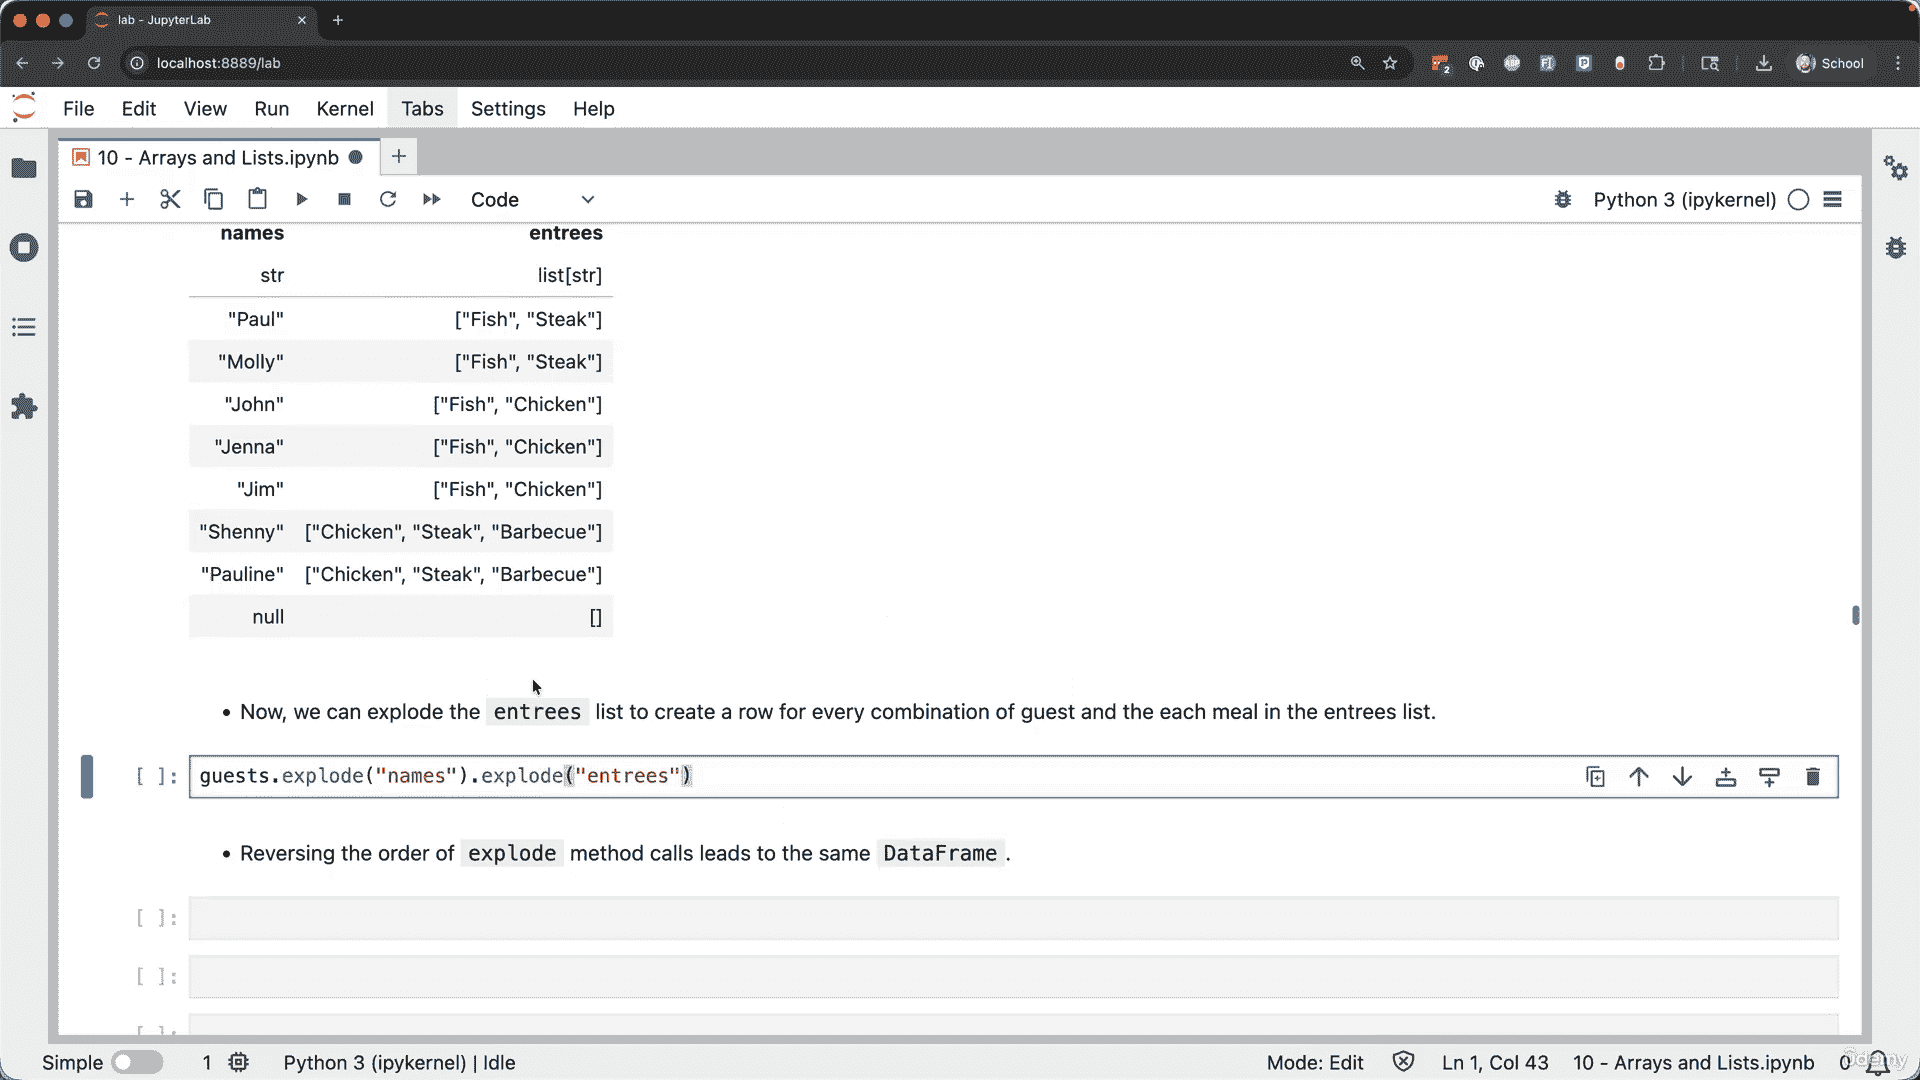 lab - JupyterLab
localhost:8889/lab
2
ABP
School
File Edit View Run Kernel Tabs Settings Help
10 - Arrays and Lists.ipynb
Code
Python 3 (ipykernel)
names entrees
str list[str]
"Paul" ["Fish", "Steak"]
"Molly" ["Fish", "Steak"]
"John" ["Fish", "Chicken"]
"Jenna" ["Fish", "Chicken"]
"Jim" ["Fish", "Chicken"]
"Shenny" ["Chicken", "Steak", "Barbecue"]
"Pauline" ["Chicken", "Steak", "Barbecue"]
null []
• Now, we can explode the entrees list to create a row for every combination of guest and the each meal in the entrees list.
[ ]: guests.explode("names").explode("entrees")
• Reversing the order of explode method calls leads to the same DataFrame.
[ ]:
[ ]:
[ ]:
Simple 1 Python 3 (ipykernel) | Idle Mode: Edit Ln 1, Col 43 10 - Arrays and Lists.ipynb 0
udemy